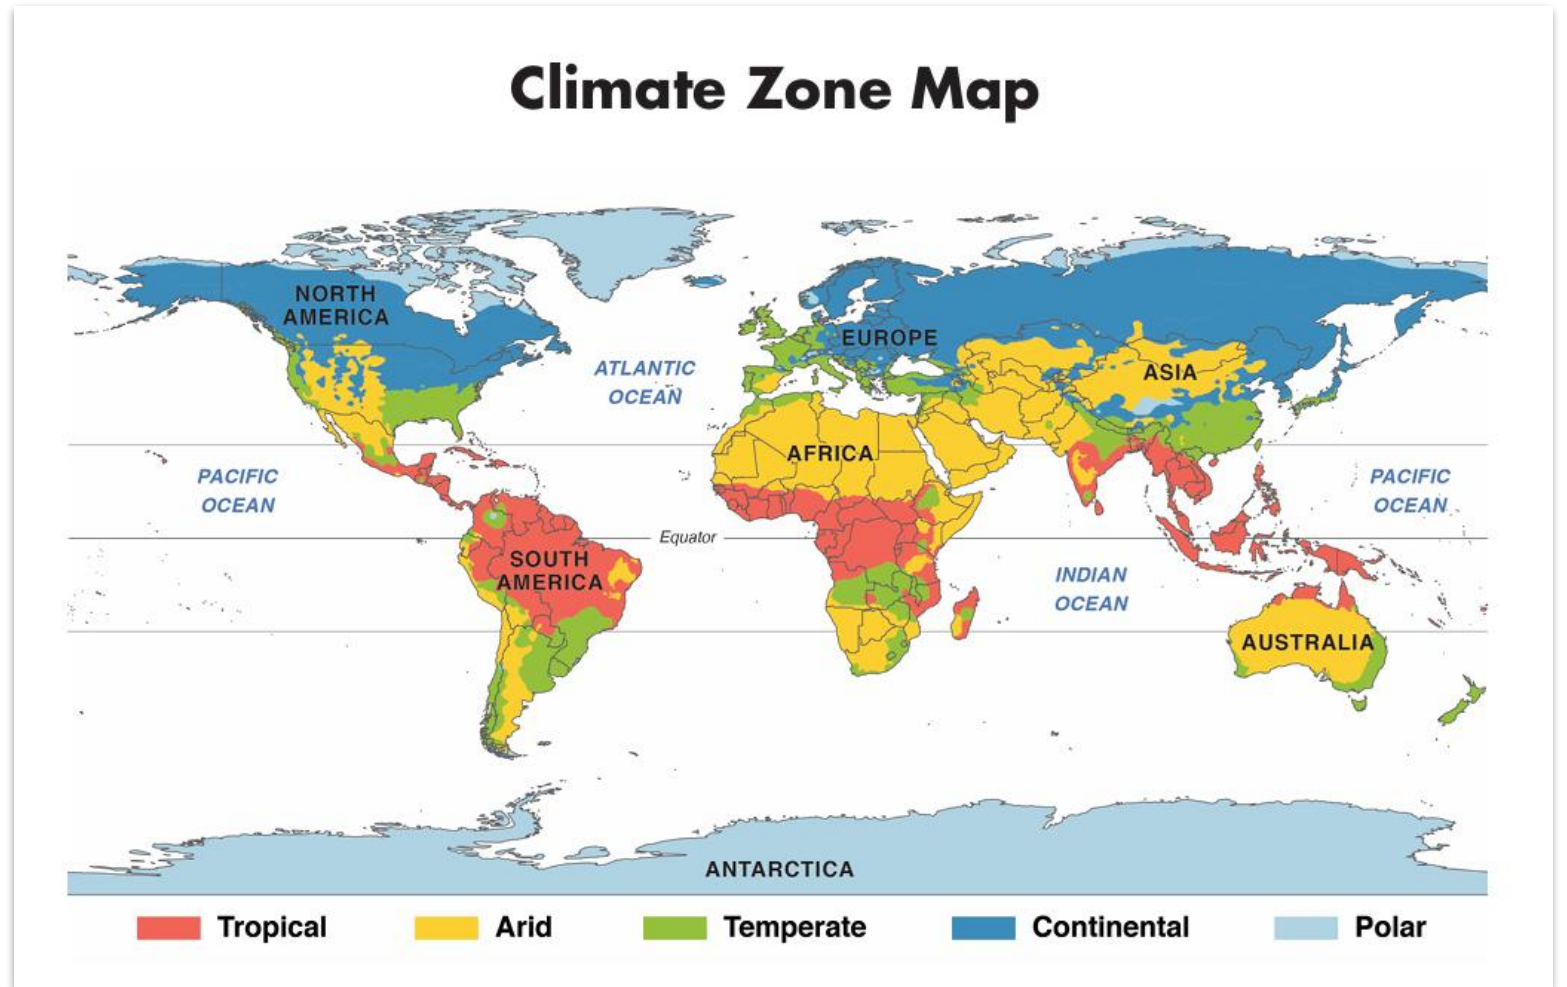 Climate Zone Map
NORTH
AMERICA
EUROPE
ATLANTIC
OCEAN
ASIA
AFRICA
PACIFIC
OCEAN
PACIFIC
OCEAN
Equator
SOUTH
AMERICA
INDIAN
OCEAN
AUSTRALIA
ANTARCTICA
Tropical Arid Temperate Continental Polar